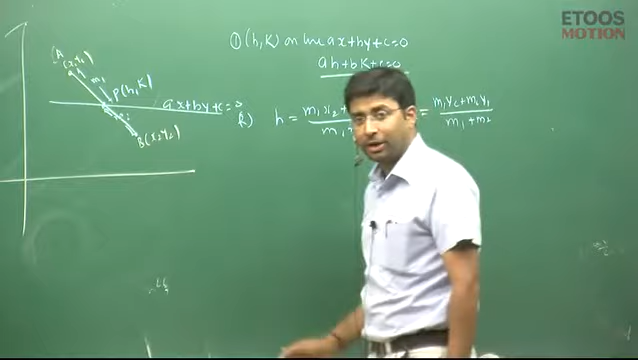 ETOOS
MOTION
① (h,K) on line ax+by+c=0
ah+bK+c=0
A
(x₁,y₁)
m₁
P(h,K)
ax+by+c=0
B(x₂,y₂)
②) h = m₁x₂+
m₁
= m₁y₂+m₂y₁
m₁+m₂